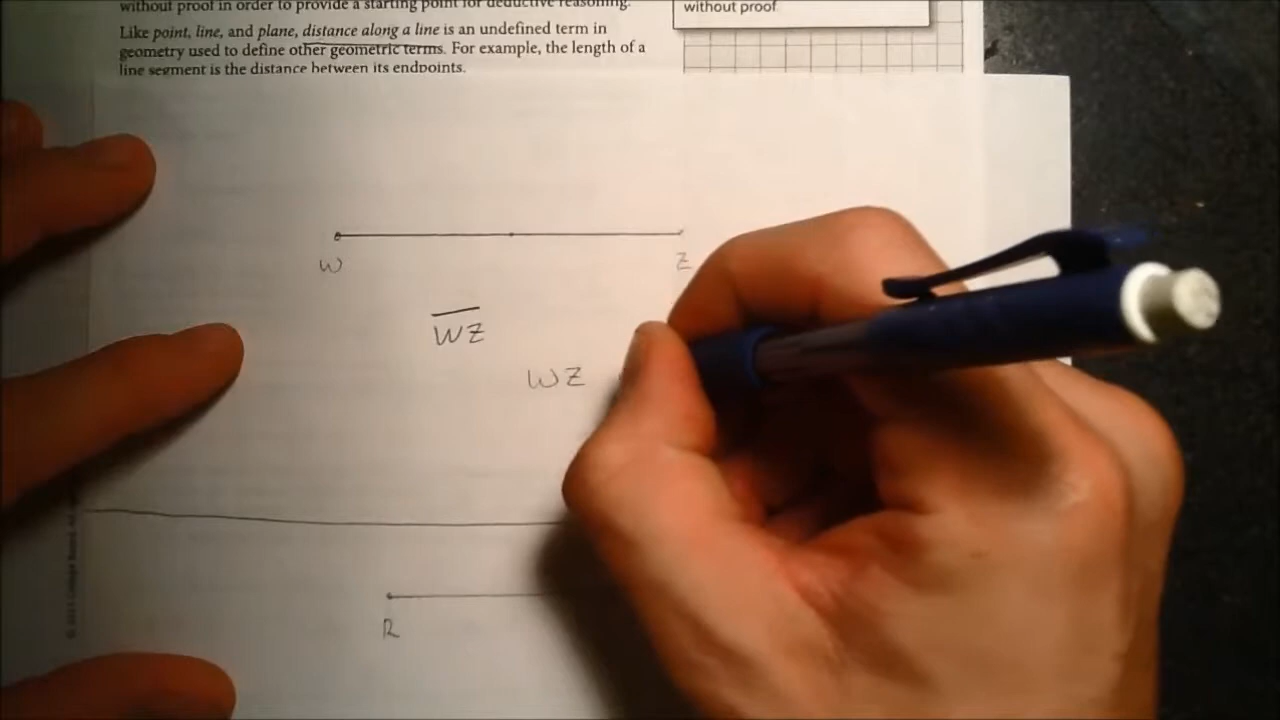 without proof in order to provide a starting point for deductive reasoning.
without proof
Like point, line, and plane, distance along a line is an undefined term in
geometry used to define other geometric terms. For example, the length of a
line segment is the distance between its endpoints.
W Z
WZ
WZ
R